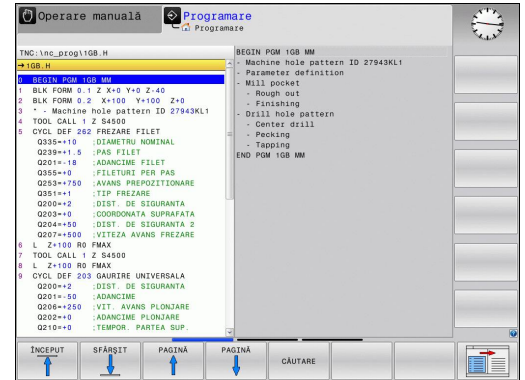 Operare manuală
Programare
Programare
TNC:\nc_prog\1GB.H
→1GB.H
0 BEGIN PGM 1GB MM
1 BLK FORM 0.1 Z X+0 Y+0 Z-40
2 BLK FORM 0.2 X+100 Y+100 Z+0
3 * - Machine hole pattern ID 27943KL1
4 TOOL CALL 1 Z S4500
5 CYCL DEF 262 FREZARE FILET
Q335=+10 ;DIAMETRU NOMINAL
Q239=+1.5 ;PAS FILET
Q201=-18 ;ADANCIME FILET
Q355=+0 ;FILETURI PER PAS
Q253=+750 ;AVANS PREPOZITIONARE
Q351=+1 ;TIP FREZARE
Q200=+2 ;DIST. DE SIGURANTA
Q203=+0 ;COORDONATA SUPRAFATA
Q204=+50 ;DIST. DE SIGURANTA 2
Q207=+500 ;VITEZA AVANS FREZARE
6 L Z+100 R0 FMAX
7 TOOL CALL 1 Z S4500
8 L Z+100 R0 FMAX
9 CYCL DEF 203 GAURIRE UNIVERSALA
Q200=+2 ;DIST. DE SIGURANTA
Q201=-50 ;ADANCIME
Q206=+250 ;VIT. AVANS PLONJARE
Q202=+0 ;ADANCIME PLONJARE
Q210=+0 ;TEMPOR. PARTEA SUP.
BEGIN PGM 1GB MM
- Machine hole pattern ID 27943KL1
- Parameter definition
- Mill pocket
- Rough out
- Finishing
- Drill hole pattern
- Center drill
- Pecking
- Tapping
END PGM 1GB MM
ÎNCEPUT
SFÂRŞIT
PAGINĂ
PAGINĂ
CĂUTARE